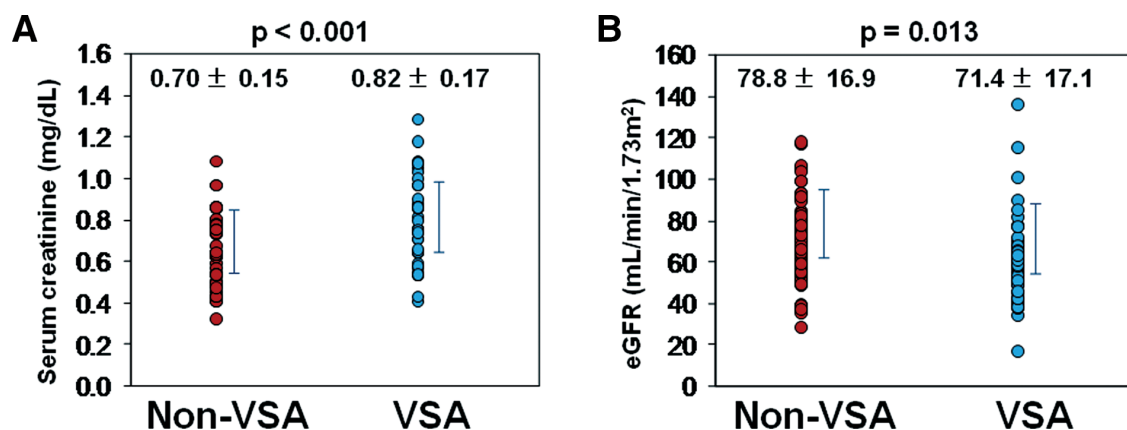 A
p < 0.001
Serum creatinine (mg/dL)
1.6
1.4
1.2
1.0
0.8
0.6
0.4
0.2
0.0
0.70 ± 0.15
0.82 ± 0.17
Non-VSA
VSA
B
p = 0.013
eGFR (mL/min/1.73m²)
160
140
120
100
80
60
40
20
0
78.8 ± 16.9
71.4 ± 17.1
Non-VSA
VSA